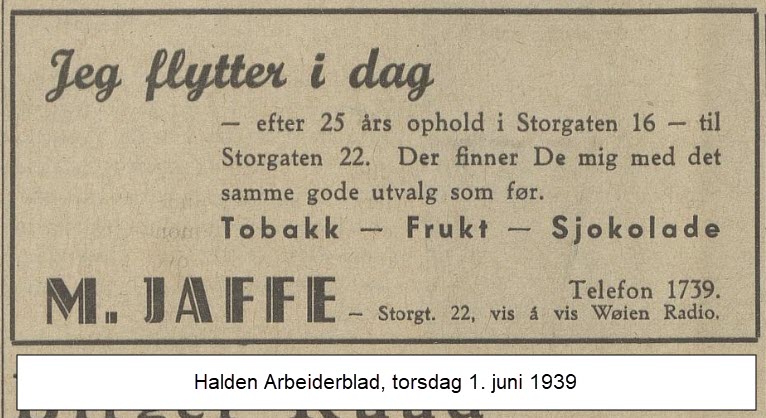 Jeg flytter i dag
— efter 25 års ophold i Storgaten 16 — til
Storgaten 22. Der finner De mig med det
samme gode utvalg som før.
Tobakk — Frukt — Sjokolade
M. JAFFE
Telefon 1739.
— Storgt. 22, vis á vis Wøien Radio.
Halden Arbeiderblad, torsdag 1. juni 1939